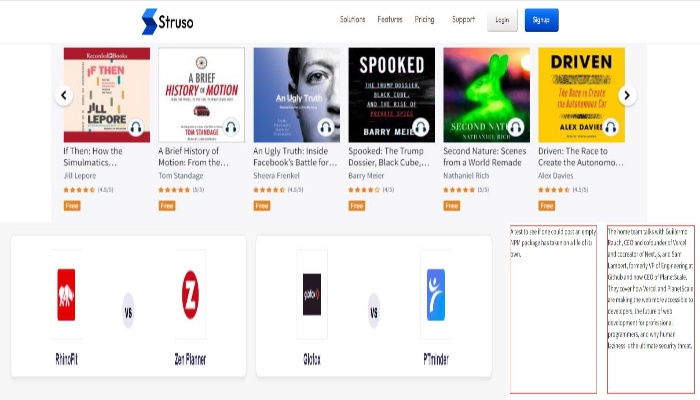 Struso
Solutions Features Pricing Support Login Signup
Recorded Books
IF THEN
JILL LEPORE
A BRIEF
HISTORY OF MOTION
TOM STANDAGE
An Ugly Truth
SPOOKED
THE TRUMP DOSSIER,
BLACK CUBE,
AND THE RISE OF
PRIVATE SPIES
BARRY MEIE
SECOND NATU
NATHANIEL RICH
DRIVEN
The Race to Create
the Autonomous Car
ALEX DAVIES
If Then: How the
Simulmatics…
Jill Lepore
(4.5/5)
Free
A Brief History of
Motion: From the…
Tom Standage
(5/5)
Free
An Ugly Truth: Inside
Facebook's Battle for…
Sheera Frenkel
(4.5/5)
Free
Spooked: The Trump
Dossier, Black Cube,…
Barry Meier
(4/5)
Free
Second Nature: Scenes
from a World Remade
Nathaniel Rich
(5/5)
Free
Driven: The Race to
Create the Autonomo…
Alex Davies
(4.5/5)
Free
RhinoFit
vs
Zen Planner
glofox
Glofox
vs
PTminder
A test to see if one could post an empty
NPM package has taken on a life of its
own.
The home team talks with Guillermo
Rauch, CEO and cofounder of Vercel
and cocreator of Next.js, and Sam
Lambert, formerly VP of Engineering at
Github and now CEO of PlanetScale.
They cover how Vercel and PlanetScale
are making the web more accessible to
developers, the future of web
development for professional
programmers, and why human
laziness is the ultimate security threat.